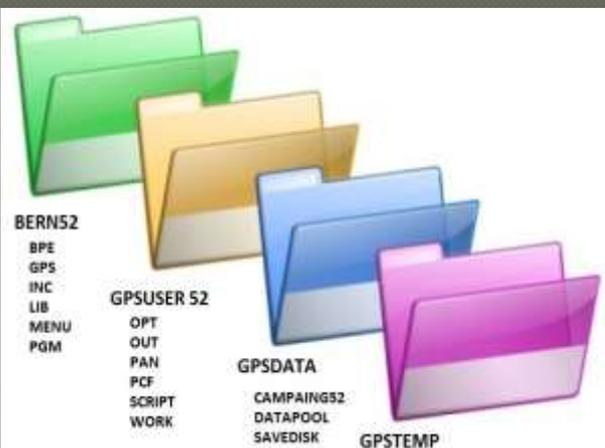 BERN52
BPE
GPS
INC
LIB
MENU
PGM
GPSUSER 52
OPT
OUT
PAN
PCF
SCRIPT
WORK
GPSDATA
CAMPAING52
DATAPOOL
SAVEDISK
GPSTEMP